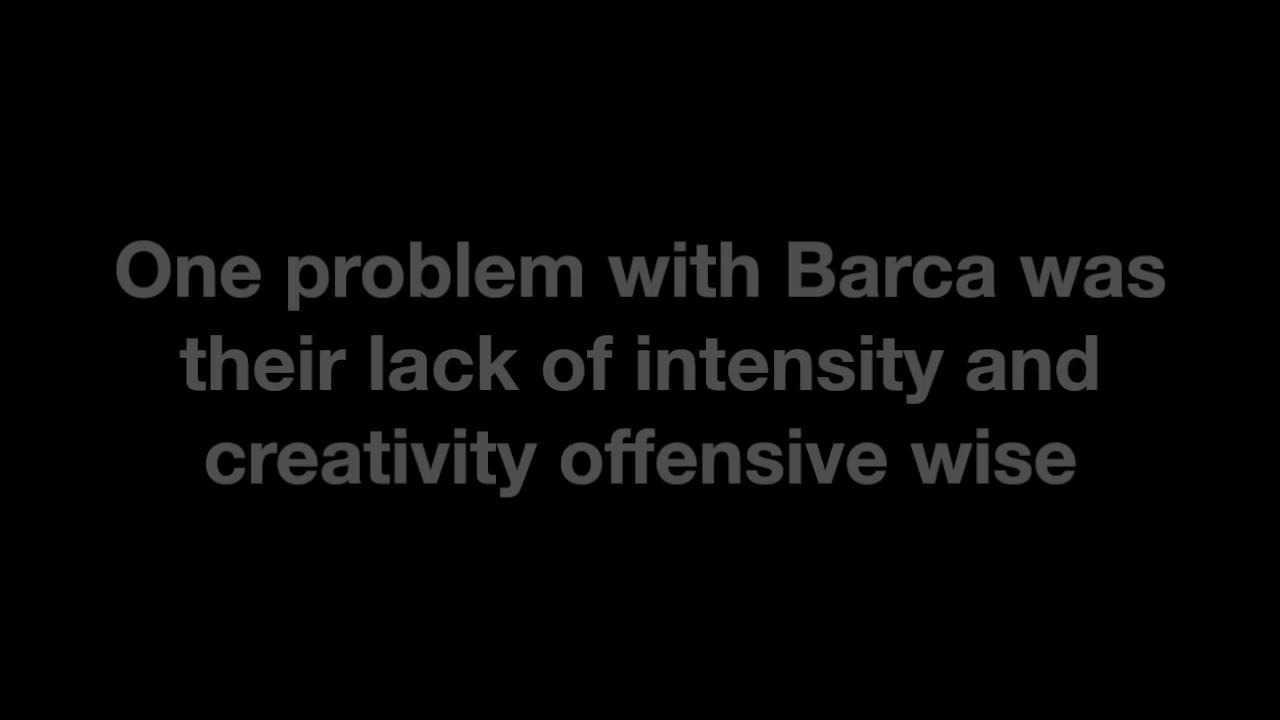 One problem with Barca was
their lack of intensity and
creativity offensive wise